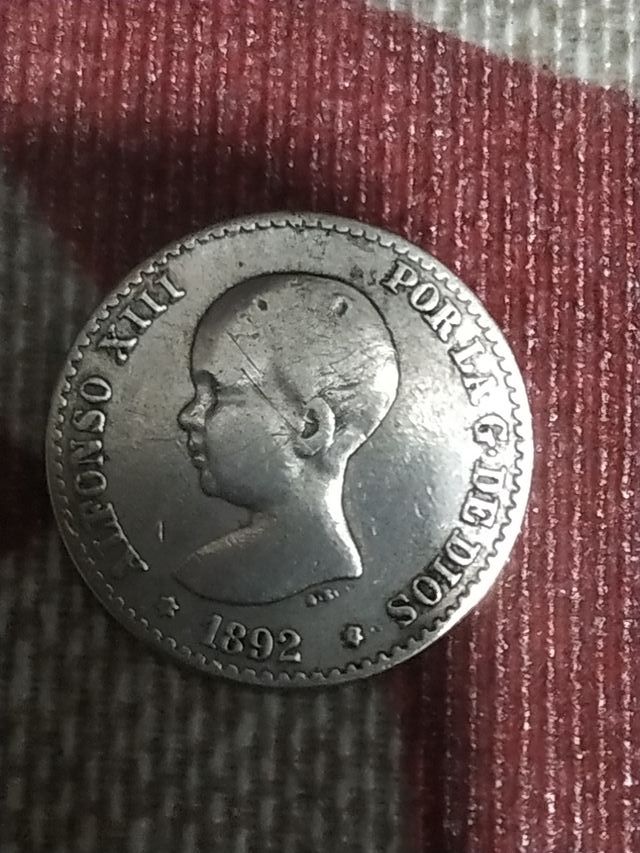 ALFONSO XIII
POR LA G. DE DIOS
1892